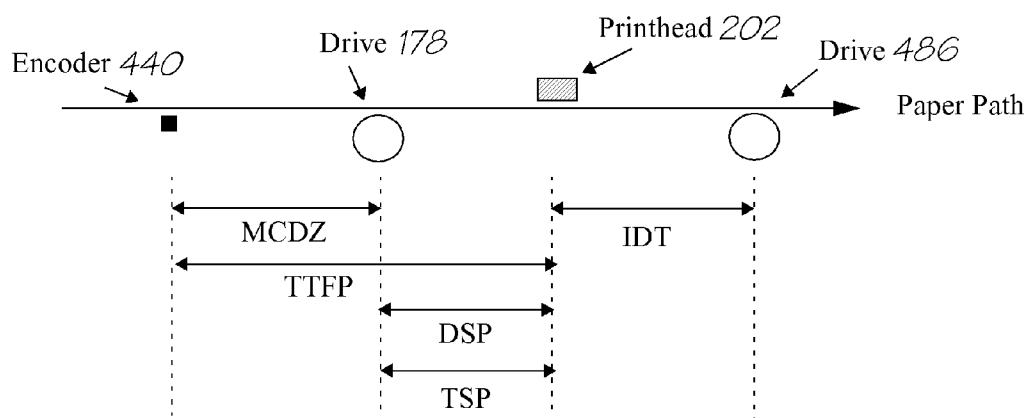 Printhead 202
Drive 178
Drive 486
Encoder 440
Paper Path
MCDZ
IDT
TTFP
DSP
TSP